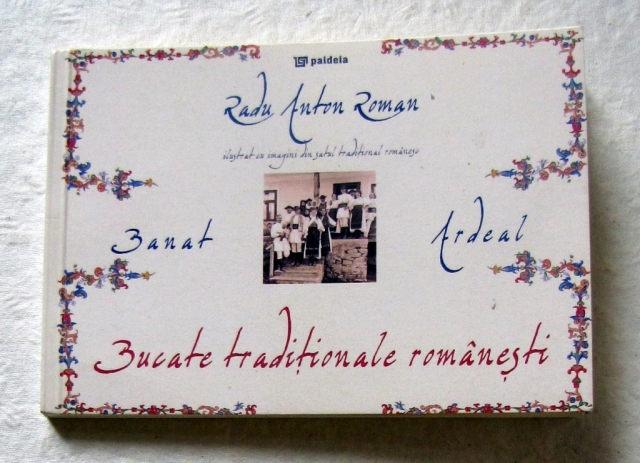 paideia
Radu Anton Roman
ilustrat cu imagini din satul tradițional românesc
Banat
Ardeal
Bucate tradiționale românești